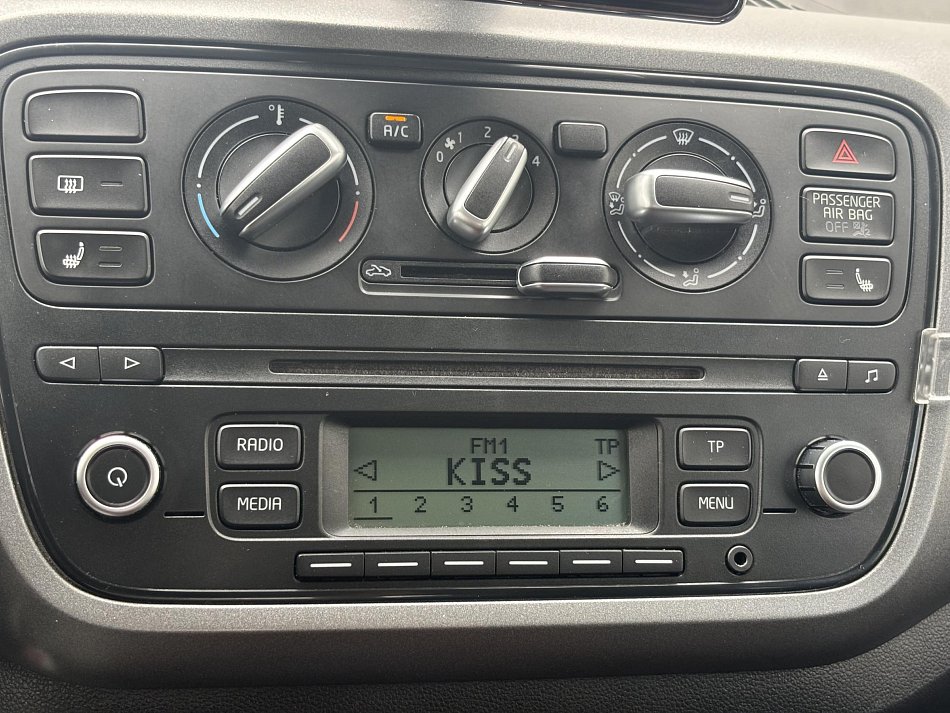 A/C
0 1 2 3 4
PASSENGER
AIR BAG
OFF
RADIO
FM1 TP
TP
KISS
MEDIA
1 2 3 4 5 6
MENU